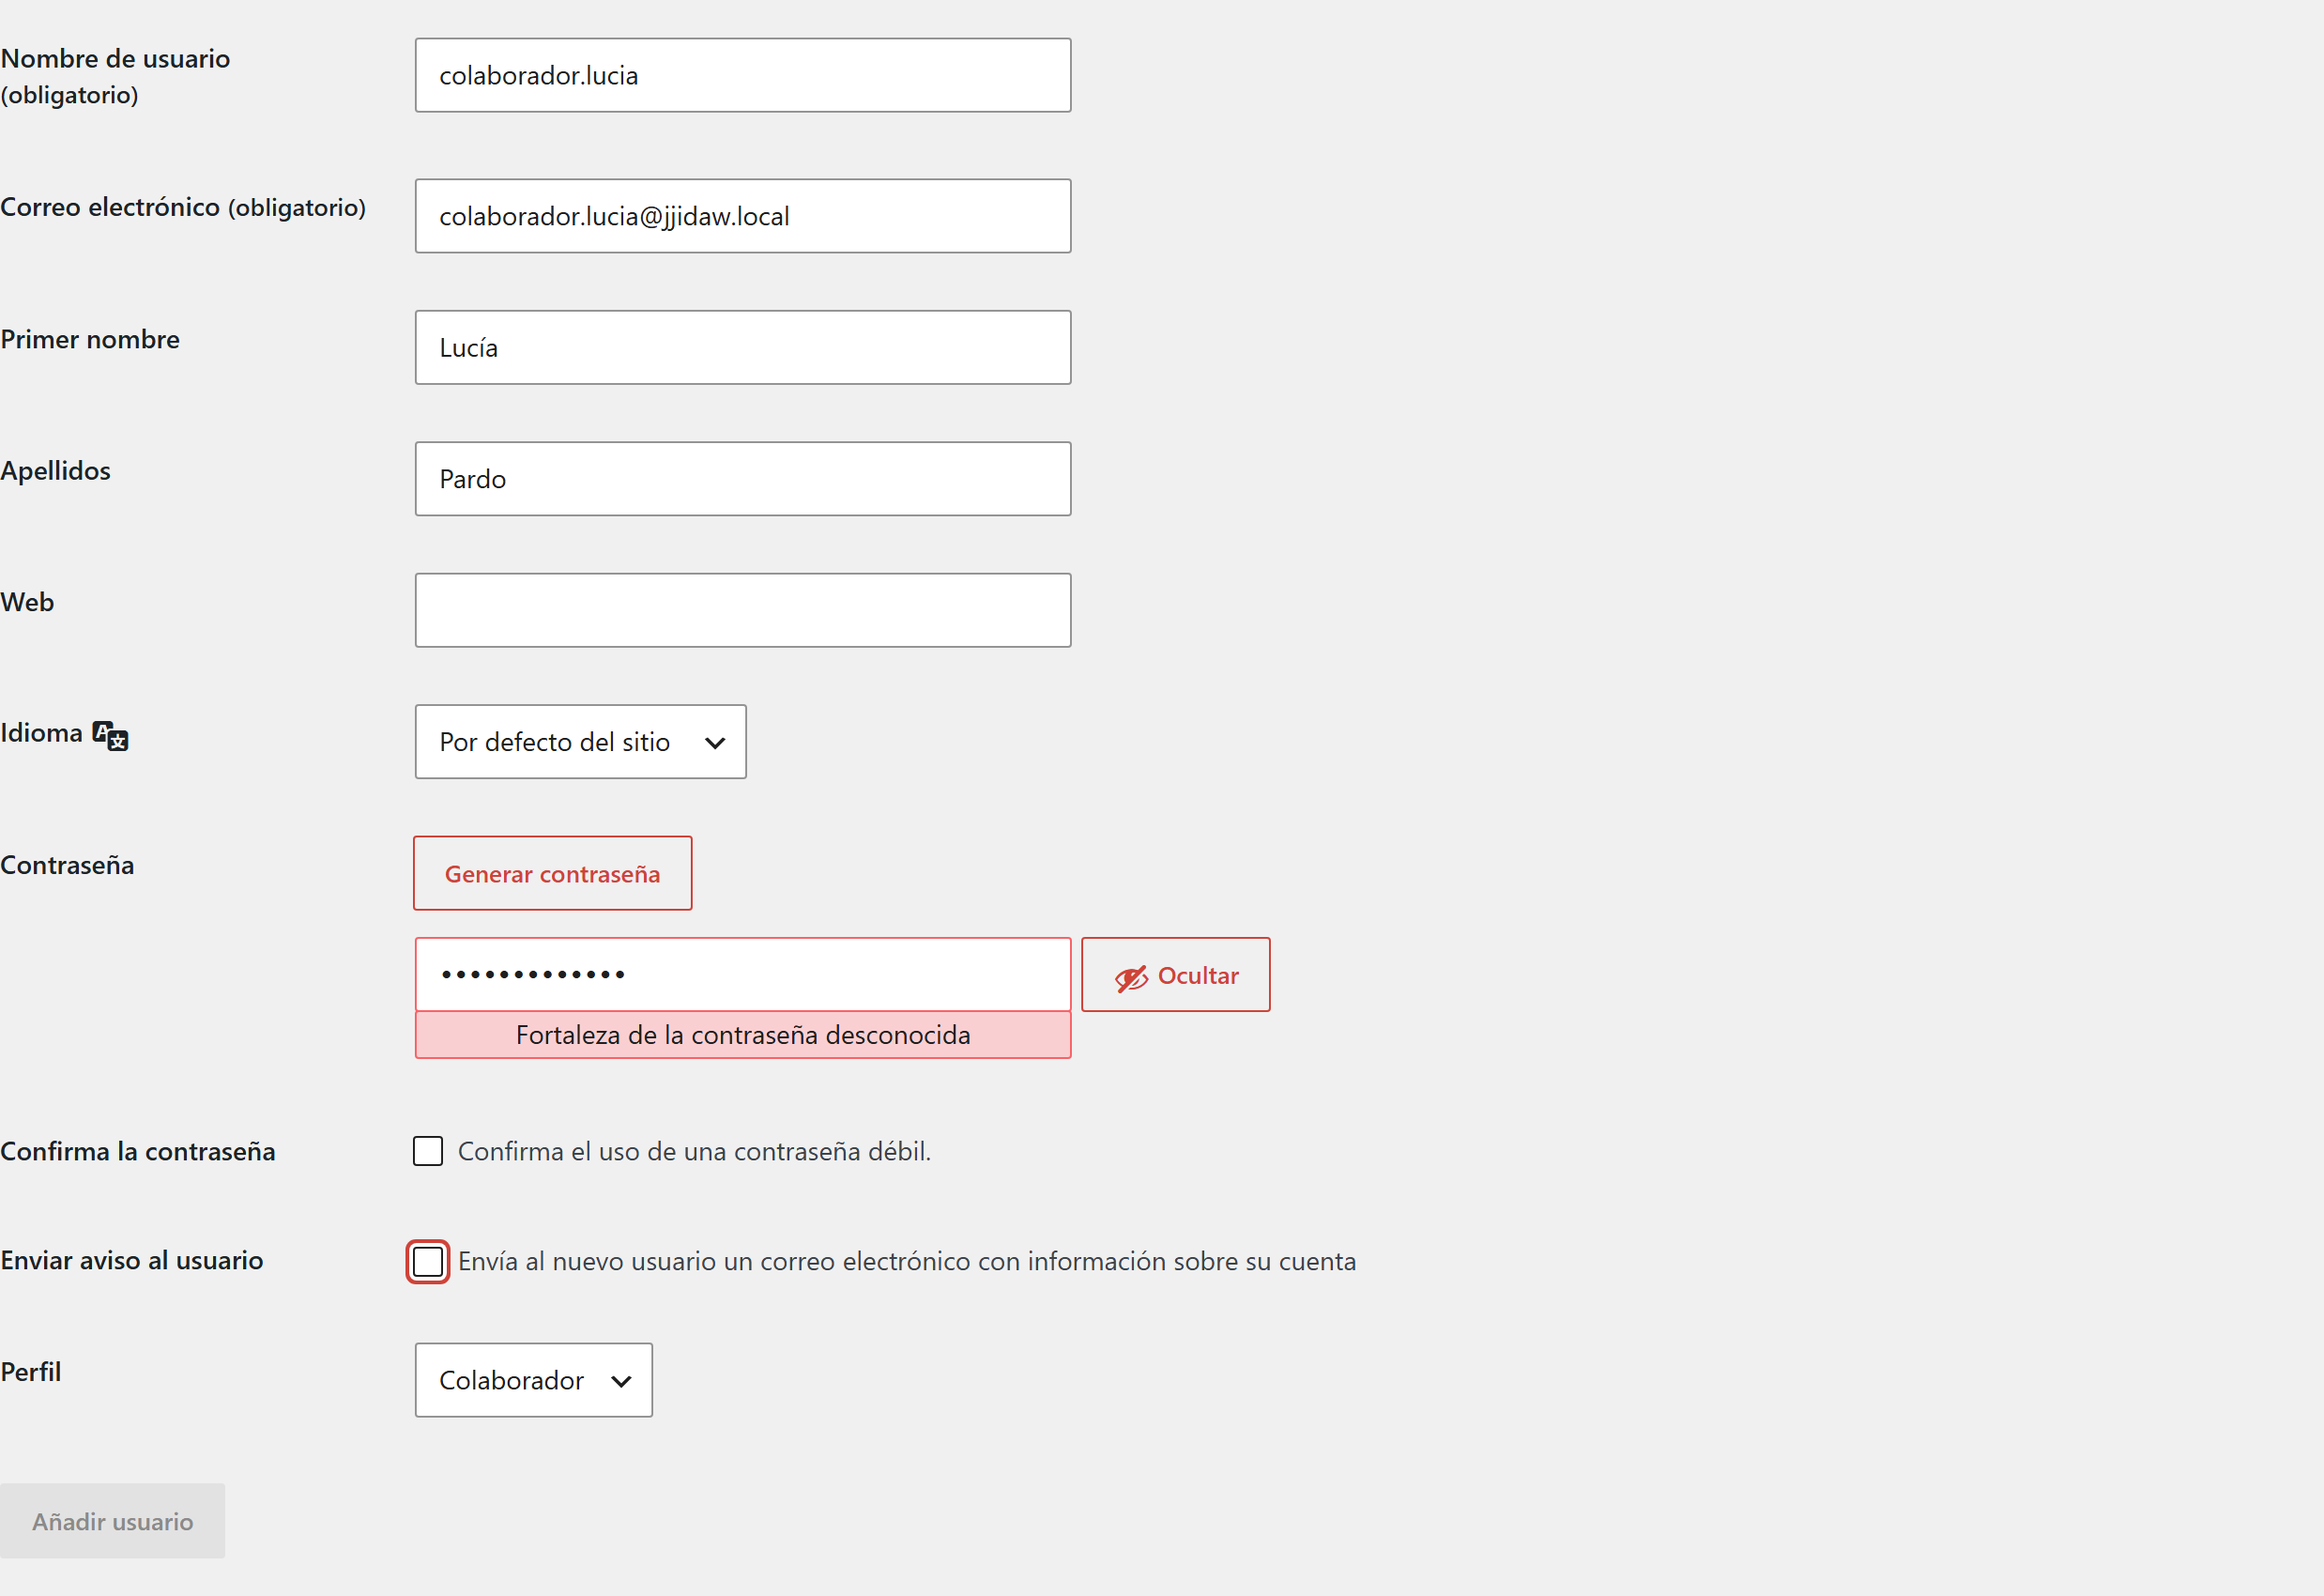 Nombre de usuario
(obligatorio)
colaborador.lucia
Correo electrónico (obligatorio)
colaborador.lucia@jjidaw.local
Primer nombre
Lucía
Apellidos
Pardo
Web
Idioma
Por defecto del sitio
Contraseña
Generar contraseña
•••••••••••••
Ocultar
Fortaleza de la contraseña desconocida
Confirma la contraseña
Confirma el uso de una contraseña débil.
Enviar aviso al usuario
Envía al nuevo usuario un correo electrónico con información sobre su cuenta
Perfil
Colaborador
Añadir usuario